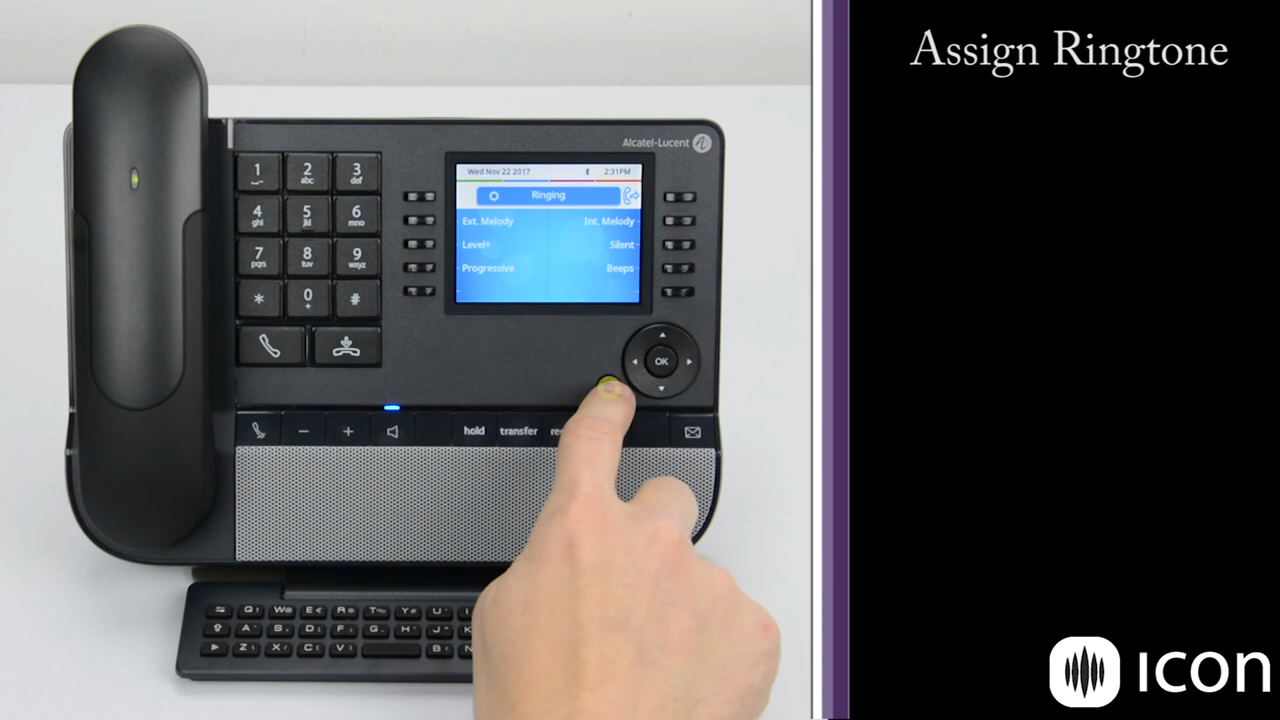 Assign Ringtone
Alcatel-Lucent
Wed Nov 22 2017 2:31PM
Ringing
Ext. Melody Int. Melody
Level+ Silent
Progressive Beeps
1 2 abc 3 def
4 ghi 5 jkl 6 mno
7 pqrs 8 tuv 9 wxyz
* 0 + #
OK
− +
hold transfer
Q W E R T Y U
A S D F G H J
Z X C V B
icon